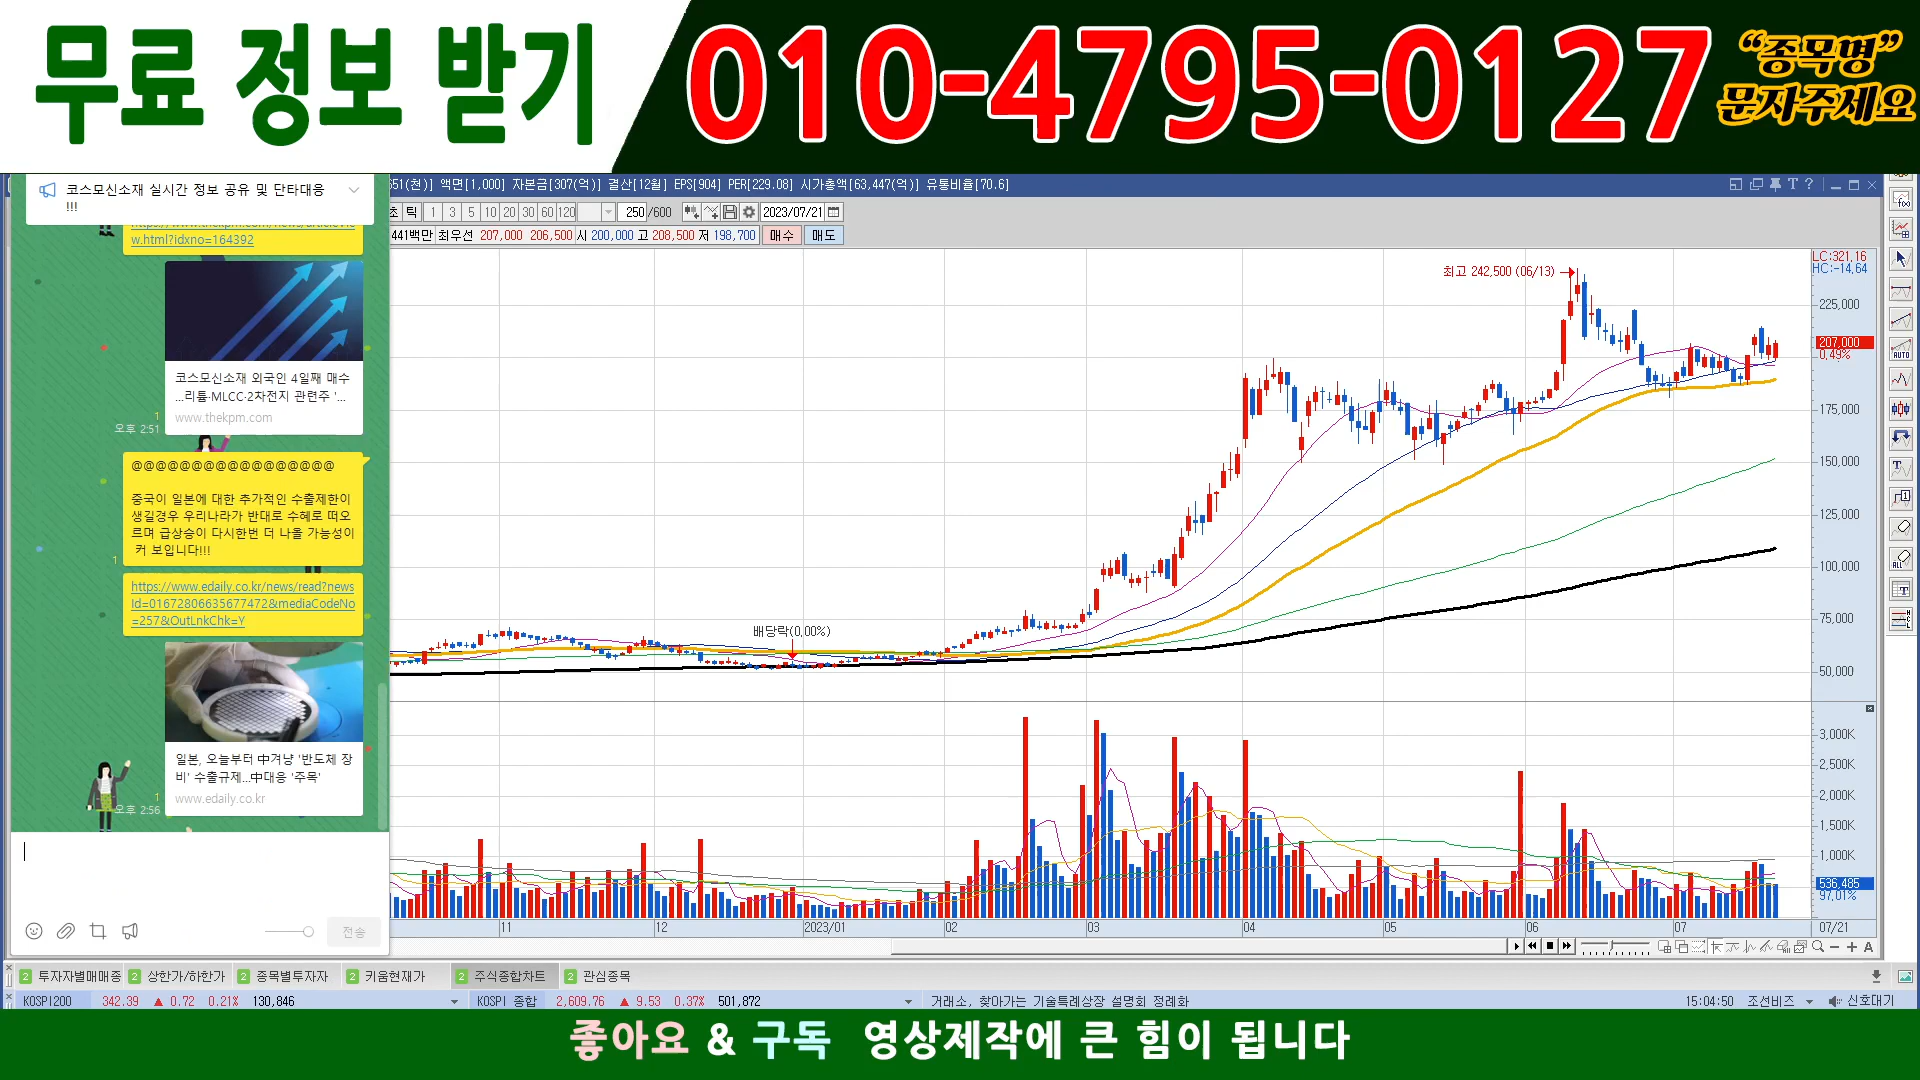 무료 정보 받기
010-4795-0127
“종목명”
문자주세요
코스모신소재 실시간 정보 공유 및 단타대응
!!!
w.html?idxno=164392
코스모신소재 외국인 4일째 매수
...리튬·MLCC·2차전지 관련주 '...
www.thekpm.com
1
오후 2:51
@@@@@@@@@@@@@@@@@
중국이 일본에 대한 추가적인 수출제한이
생길경우 우리나라가 반대로 수혜로 떠오
르며 급상승이 다시한번 더 나올 가능성이
커 보입니다!!!
1
https://www.edaily.co.kr/news/read?news
Id=01672806635677472&mediaCodeNo
=257&OutLnkChk=Y
일본, 오늘부터 中겨냥 '반도체 장
비' 수출규제...中대응 '주목'
www.edaily.co.kr
1
오후 2:56
전송
551(천)] 액면[1,000] 자본금[307(억)] 결산[12월] EPS[904] PER[229.08] 시가총액[63,447(억)] 유통비율[70.6]
초 틱 1 3 5 10 20 30 60 120 250 /600 2023/07/21
441백만 최우선 207,000 206,500 시 200,000 고 208,500 저 198,700 매수 매도
최고 242,500 (06/13)
배당락(0,00%)
LC:321,16
HC:-14,64
225,000
207,000
0,49%
175,000
150,000
125,000
100,000
75,000
50,000
3,000K
2,500K
2,000K
1,500K
1,000K
536,485
97,01%
11 12 2023/01 02 03 04 05 06 07 07/21
AUTO
ALL
A
2 투자자별매매종 2 상한가/하한가 2 종목별투자자 2 키움현재가 2 주식종합차트 2 관심종목
KOSPI200 342.39 ▲ 0.72 0.21% 130,846 KOSPI 종합 2,609.76 ▲ 9.53 0.37% 501,872 거래소, 찾아가는 기술특례상장 설명회 정례화 15:04:50 조선비즈 신호대기
좋아요 & 구독 영상제작에 큰 힘이 됩니다